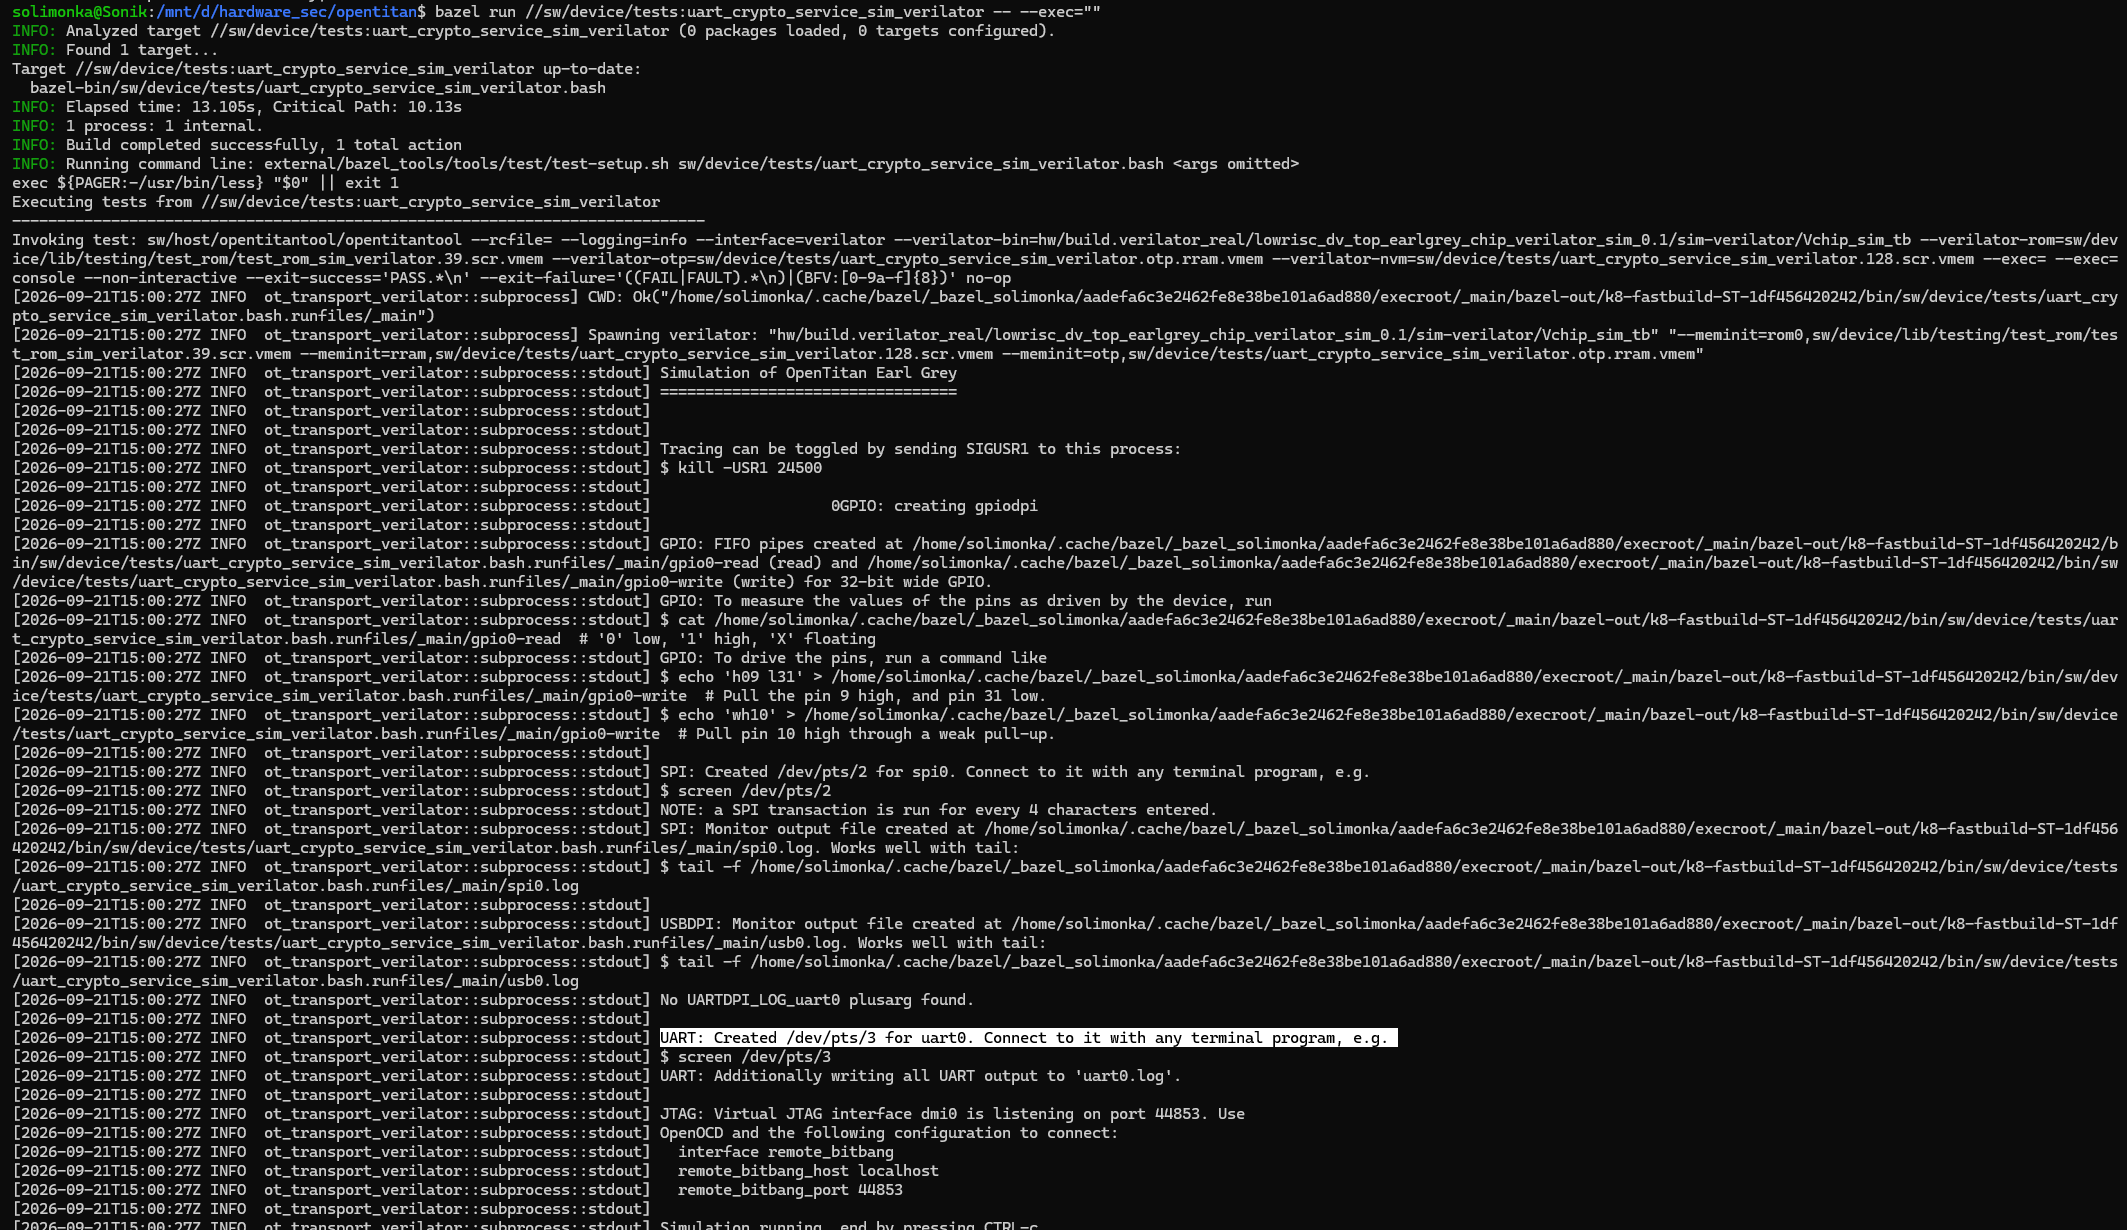 solimonka@Sonik:/mnt/d/hardware_sec/opentitan$ bazel run //sw/device/tests:uart_crypto_service_sim_verilator -- --exec=""
INFO: Analyzed target //sw/device/tests:uart_crypto_service_sim_verilator (0 packages loaded, 0 targets configured).
INFO: Found 1 target...
Target //sw/device/tests:uart_crypto_service_sim_verilator up-to-date:
  bazel-bin/sw/device/tests/uart_crypto_service_sim_verilator.bash
INFO: Elapsed time: 13.105s, Critical Path: 10.13s
INFO: 1 process: 1 internal.
INFO: Build completed successfully, 1 total action
INFO: Running command line: external/bazel_tools/tools/test/test-setup.sh sw/device/tests/uart_crypto_service_sim_verilator.bash <args omitted>
exec ${PAGER:-/usr/bin/less} "$0" || exit 1
Executing tests from //sw/device/tests:uart_crypto_service_sim_verilator
-----------------------------------------------------------------------------
Invoking test: sw/host/opentitantool/opentitantool --rcfile= --logging=info --interface=verilator --verilator-bin=hw/build.verilator_real/lowrisc_dv_top_earlgrey_chip_verilator_sim_0.1/sim-verilator/Vchip_sim_tb --verilator-rom=sw/dev
ice/lib/testing/test_rom/test_rom_sim_verilator.39.scr.vmem --verilator-otp=sw/device/tests/uart_crypto_service_sim_verilator.otp.rram.vmem --verilator-nvm=sw/device/tests/uart_crypto_service_sim_verilator.128.scr.vmem --exec= --exec=
console --non-interactive --exit-success='PASS.*\n' --exit-failure='((FAIL|FAULT).*\n)|(BFV:[0-9a-f]{8})' no-op
[2026-09-21T15:00:27Z INFO  ot_transport_verilator::subprocess] CWD: Ok("/home/solimonka/.cache/bazel/_bazel_solimonka/aadefa6c3e2462fe8e38be101a6ad880/execroot/_main/bazel-out/k8-fastbuild-ST-1df456420242/bin/sw/device/tests/uart_cry
pto_service_sim_verilator.bash.runfiles/_main")
[2026-09-21T15:00:27Z INFO  ot_transport_verilator::subprocess] Spawning verilator: "hw/build.verilator_real/lowrisc_dv_top_earlgrey_chip_verilator_sim_0.1/sim-verilator/Vchip_sim_tb" "--meminit=rom0,sw/device/lib/testing/test_rom/tes
t_rom_sim_verilator.39.scr.vmem --meminit=rram,sw/device/tests/uart_crypto_service_sim_verilator.128.scr.vmem --meminit=otp,sw/device/tests/uart_crypto_service_sim_verilator.otp.rram.vmem"
[2026-09-21T15:00:27Z INFO  ot_transport_verilator::subprocess::stdout] Simulation of OpenTitan Earl Grey
[2026-09-21T15:00:27Z INFO  ot_transport_verilator::subprocess::stdout] =================================
[2026-09-21T15:00:27Z INFO  ot_transport_verilator::subprocess::stdout]
[2026-09-21T15:00:27Z INFO  ot_transport_verilator::subprocess::stdout]
[2026-09-21T15:00:27Z INFO  ot_transport_verilator::subprocess::stdout] Tracing can be toggled by sending SIGUSR1 to this process:
[2026-09-21T15:00:27Z INFO  ot_transport_verilator::subprocess::stdout] $ kill -USR1 24500
[2026-09-21T15:00:27Z INFO  ot_transport_verilator::subprocess::stdout]
[2026-09-21T15:00:27Z INFO  ot_transport_verilator::subprocess::stdout]                    0GPIO: creating gpiodpi
[2026-09-21T15:00:27Z INFO  ot_transport_verilator::subprocess::stdout]
[2026-09-21T15:00:27Z INFO  ot_transport_verilator::subprocess::stdout] GPIO: FIFO pipes created at /home/solimonka/.cache/bazel/_bazel_solimonka/aadefa6c3e2462fe8e38be101a6ad880/execroot/_main/bazel-out/k8-fastbuild-ST-1df456420242/b
in/sw/device/tests/uart_crypto_service_sim_verilator.bash.runfiles/_main/gpio0-read (read) and /home/solimonka/.cache/bazel/_bazel_solimonka/aadefa6c3e2462fe8e38be101a6ad880/execroot/_main/bazel-out/k8-fastbuild-ST-1df456420242/bin/sw
/device/tests/uart_crypto_service_sim_verilator.bash.runfiles/_main/gpio0-write (write) for 32-bit wide GPIO.
[2026-09-21T15:00:27Z INFO  ot_transport_verilator::subprocess::stdout] GPIO: To measure the values of the pins as driven by the device, run
[2026-09-21T15:00:27Z INFO  ot_transport_verilator::subprocess::stdout] $ cat /home/solimonka/.cache/bazel/_bazel_solimonka/aadefa6c3e2462fe8e38be101a6ad880/execroot/_main/bazel-out/k8-fastbuild-ST-1df456420242/bin/sw/device/tests/uar
t_crypto_service_sim_verilator.bash.runfiles/_main/gpio0-read  # '0' low, '1' high, 'X' floating
[2026-09-21T15:00:27Z INFO  ot_transport_verilator::subprocess::stdout] GPIO: To drive the pins, run a command like
[2026-09-21T15:00:27Z INFO  ot_transport_verilator::subprocess::stdout] $ echo 'h09 l31' > /home/solimonka/.cache/bazel/_bazel_solimonka/aadefa6c3e2462fe8e38be101a6ad880/execroot/_main/bazel-out/k8-fastbuild-ST-1df456420242/bin/sw/dev
ice/tests/uart_crypto_service_sim_verilator.bash.runfiles/_main/gpio0-write  # Pull the pin 9 high, and pin 31 low.
[2026-09-21T15:00:27Z INFO  ot_transport_verilator::subprocess::stdout] $ echo 'wh10' > /home/solimonka/.cache/bazel/_bazel_solimonka/aadefa6c3e2462fe8e38be101a6ad880/execroot/_main/bazel-out/k8-fastbuild-ST-1df456420242/bin/sw/device
/tests/uart_crypto_service_sim_verilator.bash.runfiles/_main/gpio0-write  # Pull pin 10 high through a weak pull-up.
[2026-09-21T15:00:27Z INFO  ot_transport_verilator::subprocess::stdout]
[2026-09-21T15:00:27Z INFO  ot_transport_verilator::subprocess::stdout] SPI: Created /dev/pts/2 for spi0. Connect to it with any terminal program, e.g.
[2026-09-21T15:00:27Z INFO  ot_transport_verilator::subprocess::stdout] $ screen /dev/pts/2
[2026-09-21T15:00:27Z INFO  ot_transport_verilator::subprocess::stdout] NOTE: a SPI transaction is run for every 4 characters entered.
[2026-09-21T15:00:27Z INFO  ot_transport_verilator::subprocess::stdout] SPI: Monitor output file created at /home/solimonka/.cache/bazel/_bazel_solimonka/aadefa6c3e2462fe8e38be101a6ad880/execroot/_main/bazel-out/k8-fastbuild-ST-1df456
420242/bin/sw/device/tests/uart_crypto_service_sim_verilator.bash.runfiles/_main/spi0.log. Works well with tail:
[2026-09-21T15:00:27Z INFO  ot_transport_verilator::subprocess::stdout] $ tail -f /home/solimonka/.cache/bazel/_bazel_solimonka/aadefa6c3e2462fe8e38be101a6ad880/execroot/_main/bazel-out/k8-fastbuild-ST-1df456420242/bin/sw/device/tests
/uart_crypto_service_sim_verilator.bash.runfiles/_main/spi0.log
[2026-09-21T15:00:27Z INFO  ot_transport_verilator::subprocess::stdout]
[2026-09-21T15:00:27Z INFO  ot_transport_verilator::subprocess::stdout] USBDPI: Monitor output file created at /home/solimonka/.cache/bazel/_bazel_solimonka/aadefa6c3e2462fe8e38be101a6ad880/execroot/_main/bazel-out/k8-fastbuild-ST-1df
456420242/bin/sw/device/tests/uart_crypto_service_sim_verilator.bash.runfiles/_main/usb0.log. Works well with tail:
[2026-09-21T15:00:27Z INFO  ot_transport_verilator::subprocess::stdout] $ tail -f /home/solimonka/.cache/bazel/_bazel_solimonka/aadefa6c3e2462fe8e38be101a6ad880/execroot/_main/bazel-out/k8-fastbuild-ST-1df456420242/bin/sw/device/tests
/uart_crypto_service_sim_verilator.bash.runfiles/_main/usb0.log
[2026-09-21T15:00:27Z INFO  ot_transport_verilator::subprocess::stdout] No UARTDPI_LOG_uart0 plusarg found.
[2026-09-21T15:00:27Z INFO  ot_transport_verilator::subprocess::stdout]
[2026-09-21T15:00:27Z INFO  ot_transport_verilator::subprocess::stdout] UART: Created /dev/pts/3 for uart0. Connect to it with any terminal program, e.g.
[2026-09-21T15:00:27Z INFO  ot_transport_verilator::subprocess::stdout] $ screen /dev/pts/3
[2026-09-21T15:00:27Z INFO  ot_transport_verilator::subprocess::stdout] UART: Additionally writing all UART output to 'uart0.log'.
[2026-09-21T15:00:27Z INFO  ot_transport_verilator::subprocess::stdout]
[2026-09-21T15:00:27Z INFO  ot_transport_verilator::subprocess::stdout] JTAG: Virtual JTAG interface dmi0 is listening on port 44853. Use
[2026-09-21T15:00:27Z INFO  ot_transport_verilator::subprocess::stdout] OpenOCD and the following configuration to connect:
[2026-09-21T15:00:27Z INFO  ot_transport_verilator::subprocess::stdout]   interface remote_bitbang
[2026-09-21T15:00:27Z INFO  ot_transport_verilator::subprocess::stdout]   remote_bitbang_host localhost
[2026-09-21T15:00:27Z INFO  ot_transport_verilator::subprocess::stdout]   remote_bitbang_port 44853
[2026-09-21T15:00:27Z INFO  ot_transport_verilator::subprocess::stdout]
[2026-09-21T15:00:27Z INFO  ot_transport_verilator::subprocess::stdout] Simulation running, end by pressing CTRL-c